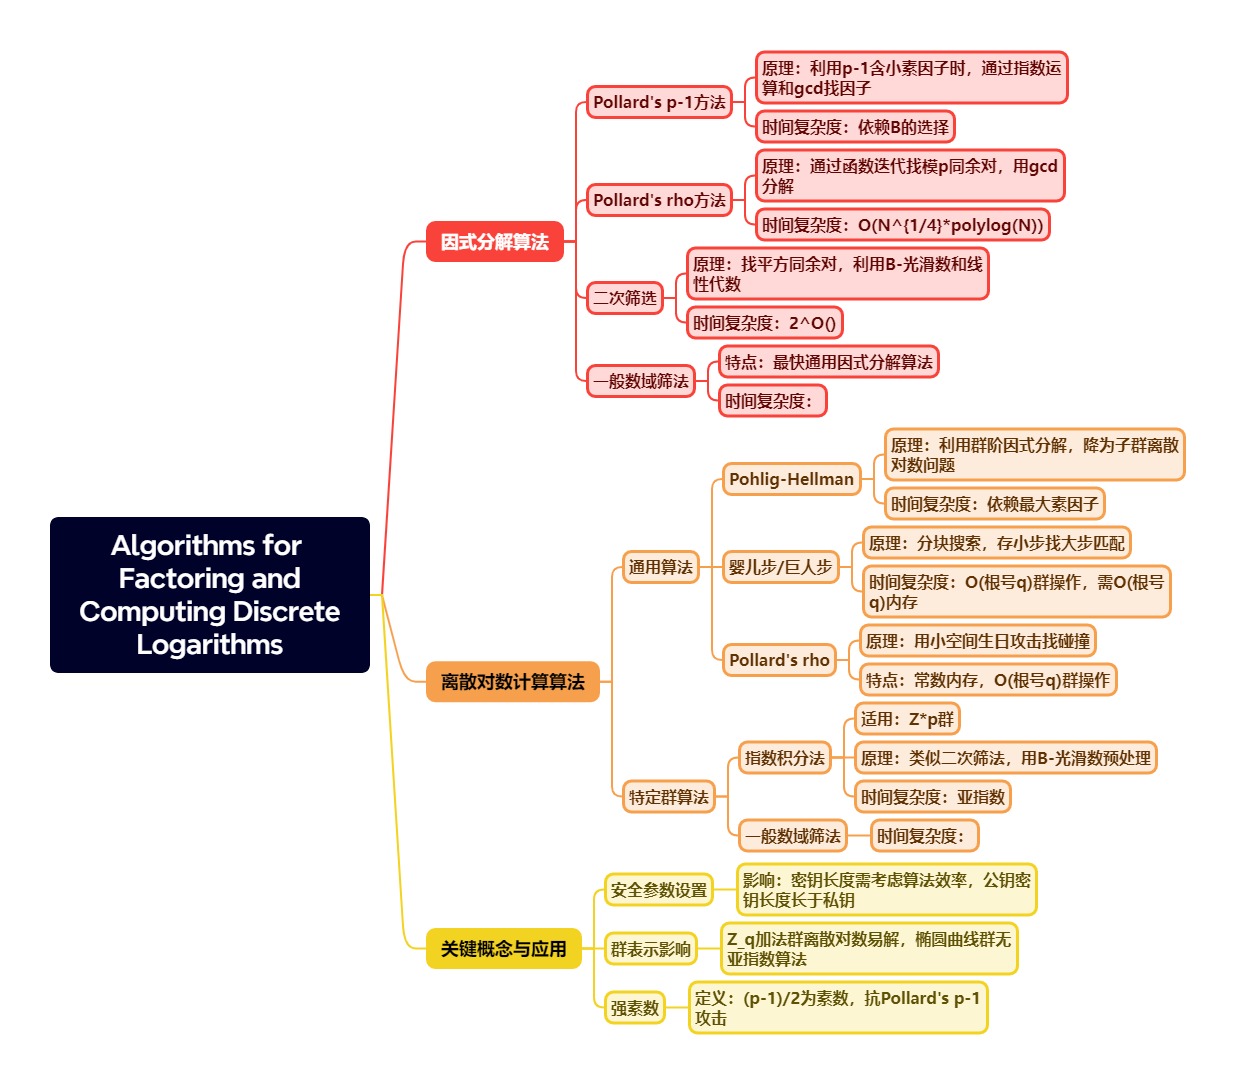 Algorithms for
Factoring and
Computing Discrete
Logarithms
因式分解算法
Pollard's p-1方法
原理：利用p-1含小素因子时，通过指数运
算和gcd找因子
时间复杂度：依赖B的选择
Pollard's rho方法
原理：通过函数迭代找模p同余对，用gcd
分解
时间复杂度：O(N^{1/4}*polylog(N))
二次筛选
原理：找平方同余对，利用B-光滑数和线
性代数
时间复杂度：2^O()
一般数域筛法
特点：最快通用因式分解算法
时间复杂度：
离散对数计算算法
通用算法
Pohlig-Hellman
原理：利用群阶因式分解，降为子群离散
对数问题
时间复杂度：依赖最大素因子
婴儿步/巨人步
原理：分块搜索，存小步找大步匹配
时间复杂度：O(根号q)群操作，需O(根号
q)内存
Pollard's rho
原理：用小空间生日攻击找碰撞
特点：常数内存，O(根号q)群操作
特定群算法
指数积分法
适用：Z*p群
原理：类似二次筛法，用B-光滑数预处理
时间复杂度：亚指数
一般数域筛法
时间复杂度：
关键概念与应用
安全参数设置
影响：密钥长度需考虑算法效率，公钥密
钥长度长于私钥
群表示影响
Z_q加法群离散对数易解，椭圆曲线群无
亚指数算法
强素数
定义：(p-1)/2为素数，抗Pollard's p-1
攻击